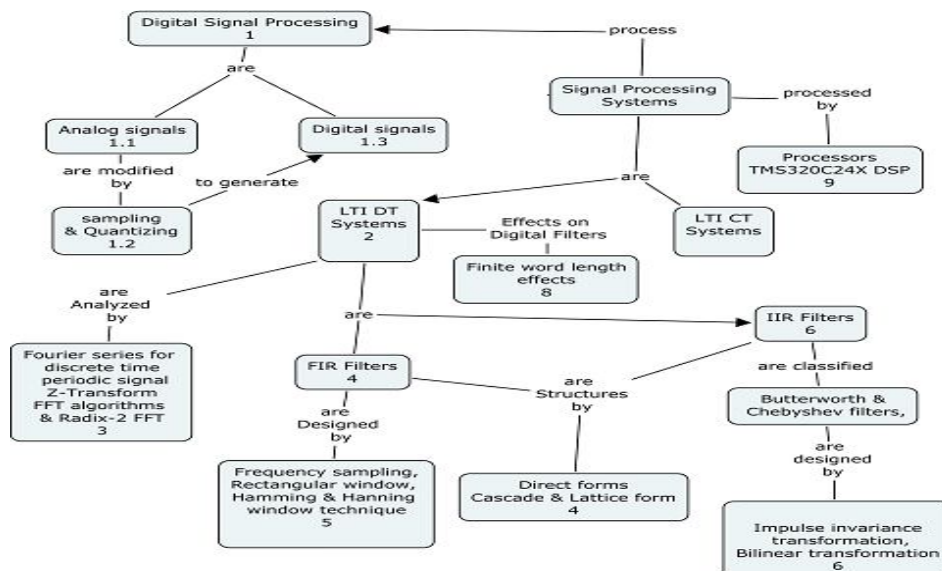 Digital Signal Processing
1
process
are
Signal Processing
Systems
processed
by
Analog signals
1.1
Digital signals
1.3
are modified
by
to generate
Processors
TMS320C24X DSP
9
are
sampling
& Quantizing
1.2
LTI DT
Systems
2
Effects on
Digital Filters
LTI CT
Systems
Finite word length
effects
8
are
Analyzed
by
are
IIR Filters
6
Fourier series for
discrete time
periodic signal
Z-Transform
FFT algorithms
& Radix-2 FFT
3
FIR Filters
4
are
Structures
by
are classified
Butterworth &
Chebyshev filters,
are
Designed
by
are
designed
by
Frequency sampling,
Rectangular window,
Hamming & Hanning
window technique
5
Direct forms
Cascade & Lattice form
4
Impulse invariance
transformation,
Bilinear transformation
6